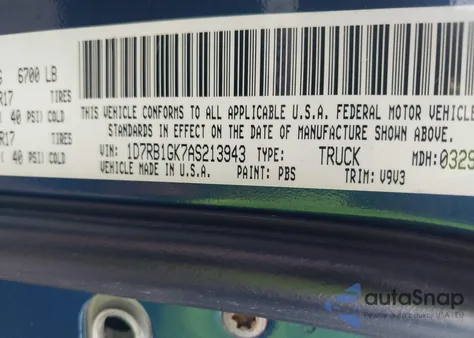 G 6700 LB
R17 TIRES
( 40 PSI) COLD
R17 TIRES
( 40 PSI) COLD
THIS VEHICLE CONFORMS TO ALL APPLICABLE U.S.A. FEDERAL MOTOR VEHICLE
STANDARDS IN EFFECT ON THE DATE OF MANUFACTURE SHOWN ABOVE.
VIN: 1D7RB1GK7AS213943 TYPE: TRUCK MDH: 0329
VEHICLE MADE IN U.S.A. PAINT: PBS TRIM: V9V3
autoSnap